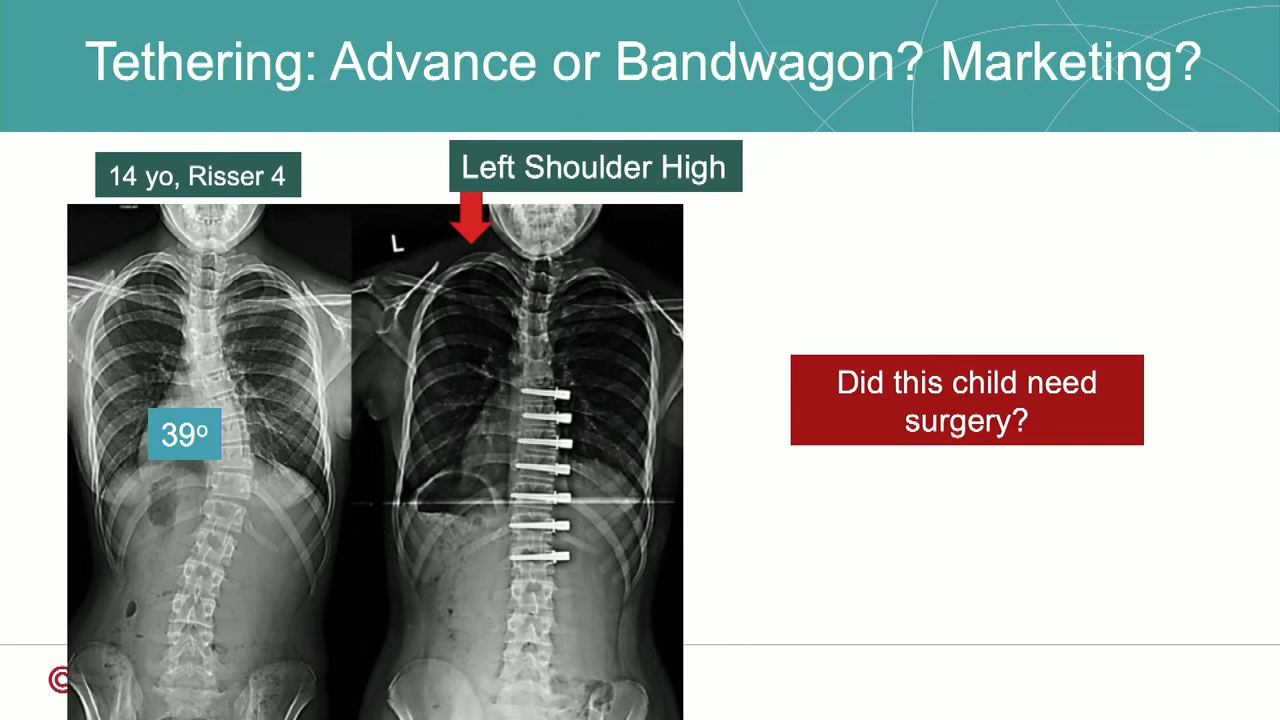 Tethering: Advance or Bandwagon? Marketing?
14 yo, Risser 4
Left Shoulder High
L
39º
Did this child need
surgery?